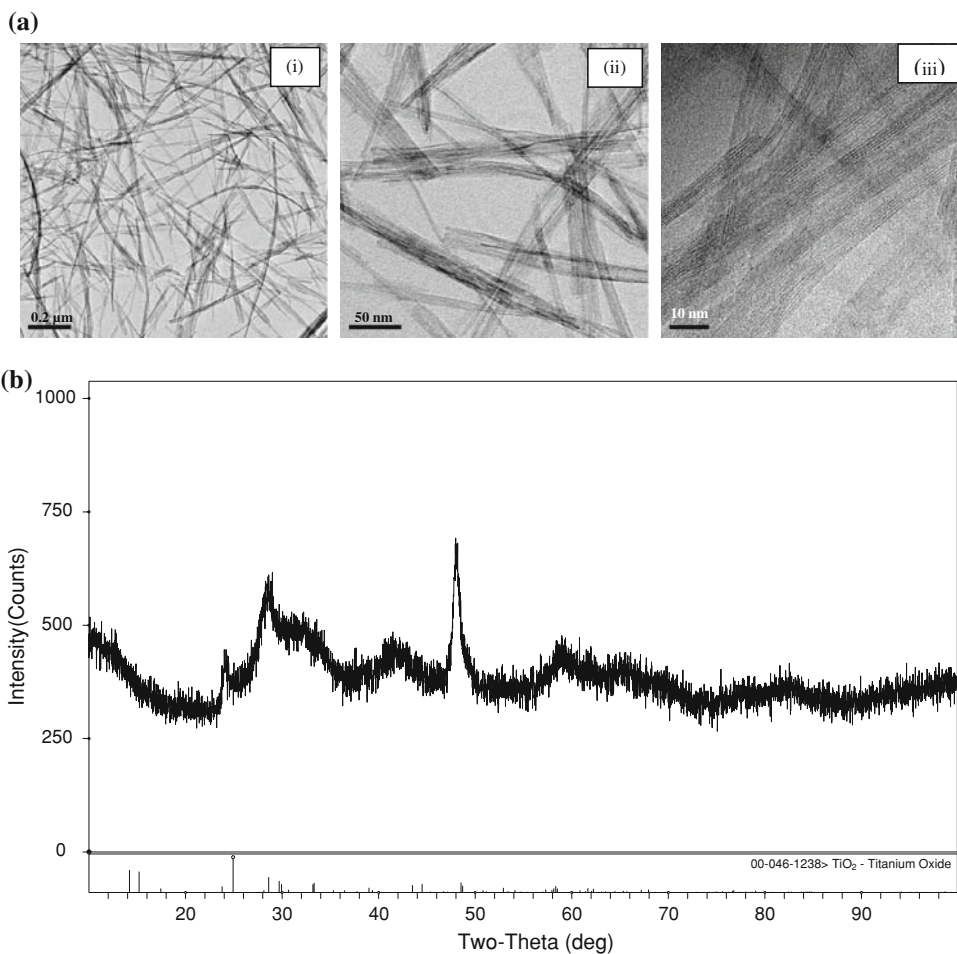 (a)
(i)
(ii)
(iii)
0.2 µm
50 nm
10 nm
(b)
1000
750
500
250
0
Intensity(Counts)
00-046-1238> TiO₂ - Titanium Oxide
20 30 40 50 60 70 80 90
Two-Theta (deg)